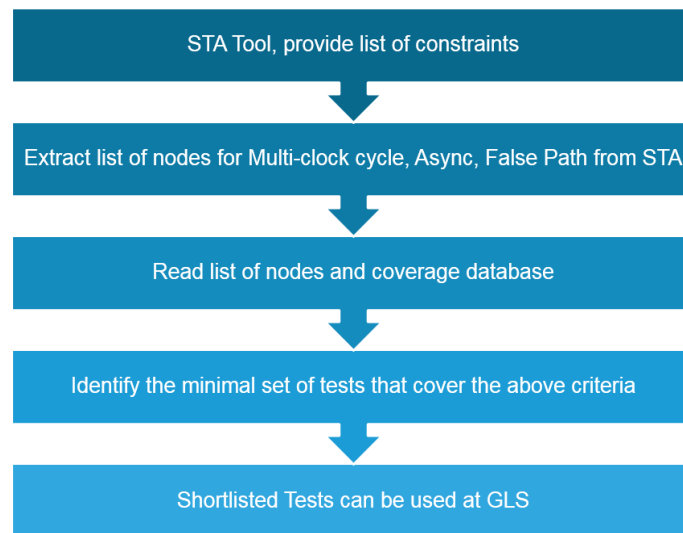 STA Tool, provide list of constraints
Extract list of nodes for Multi-clock cycle, Async, False Path from STA
Read list of nodes and coverage database
Identify the minimal set of tests that cover the above criteria
Shortlisted Tests can be used at GLS